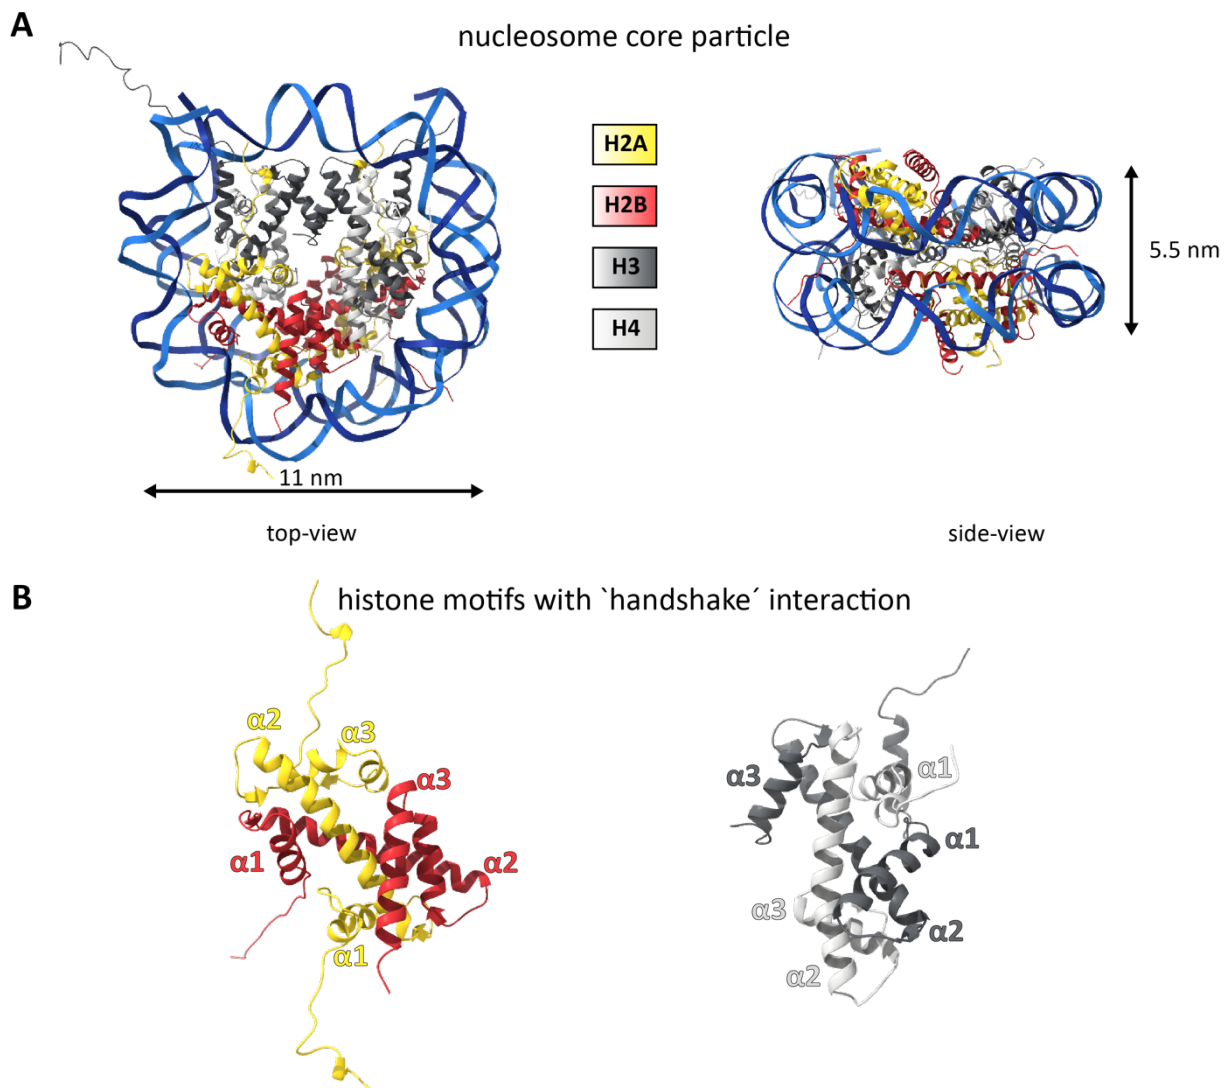 A
nucleosome core particle
H2A
H2B
H3
H4
5.5 nm
11 nm
top-view
side-view
B
histone motifs with `handshake´ interaction
α2
α3
α3
α1
α2
α1
α3
α1
α1
α3
α2
α2